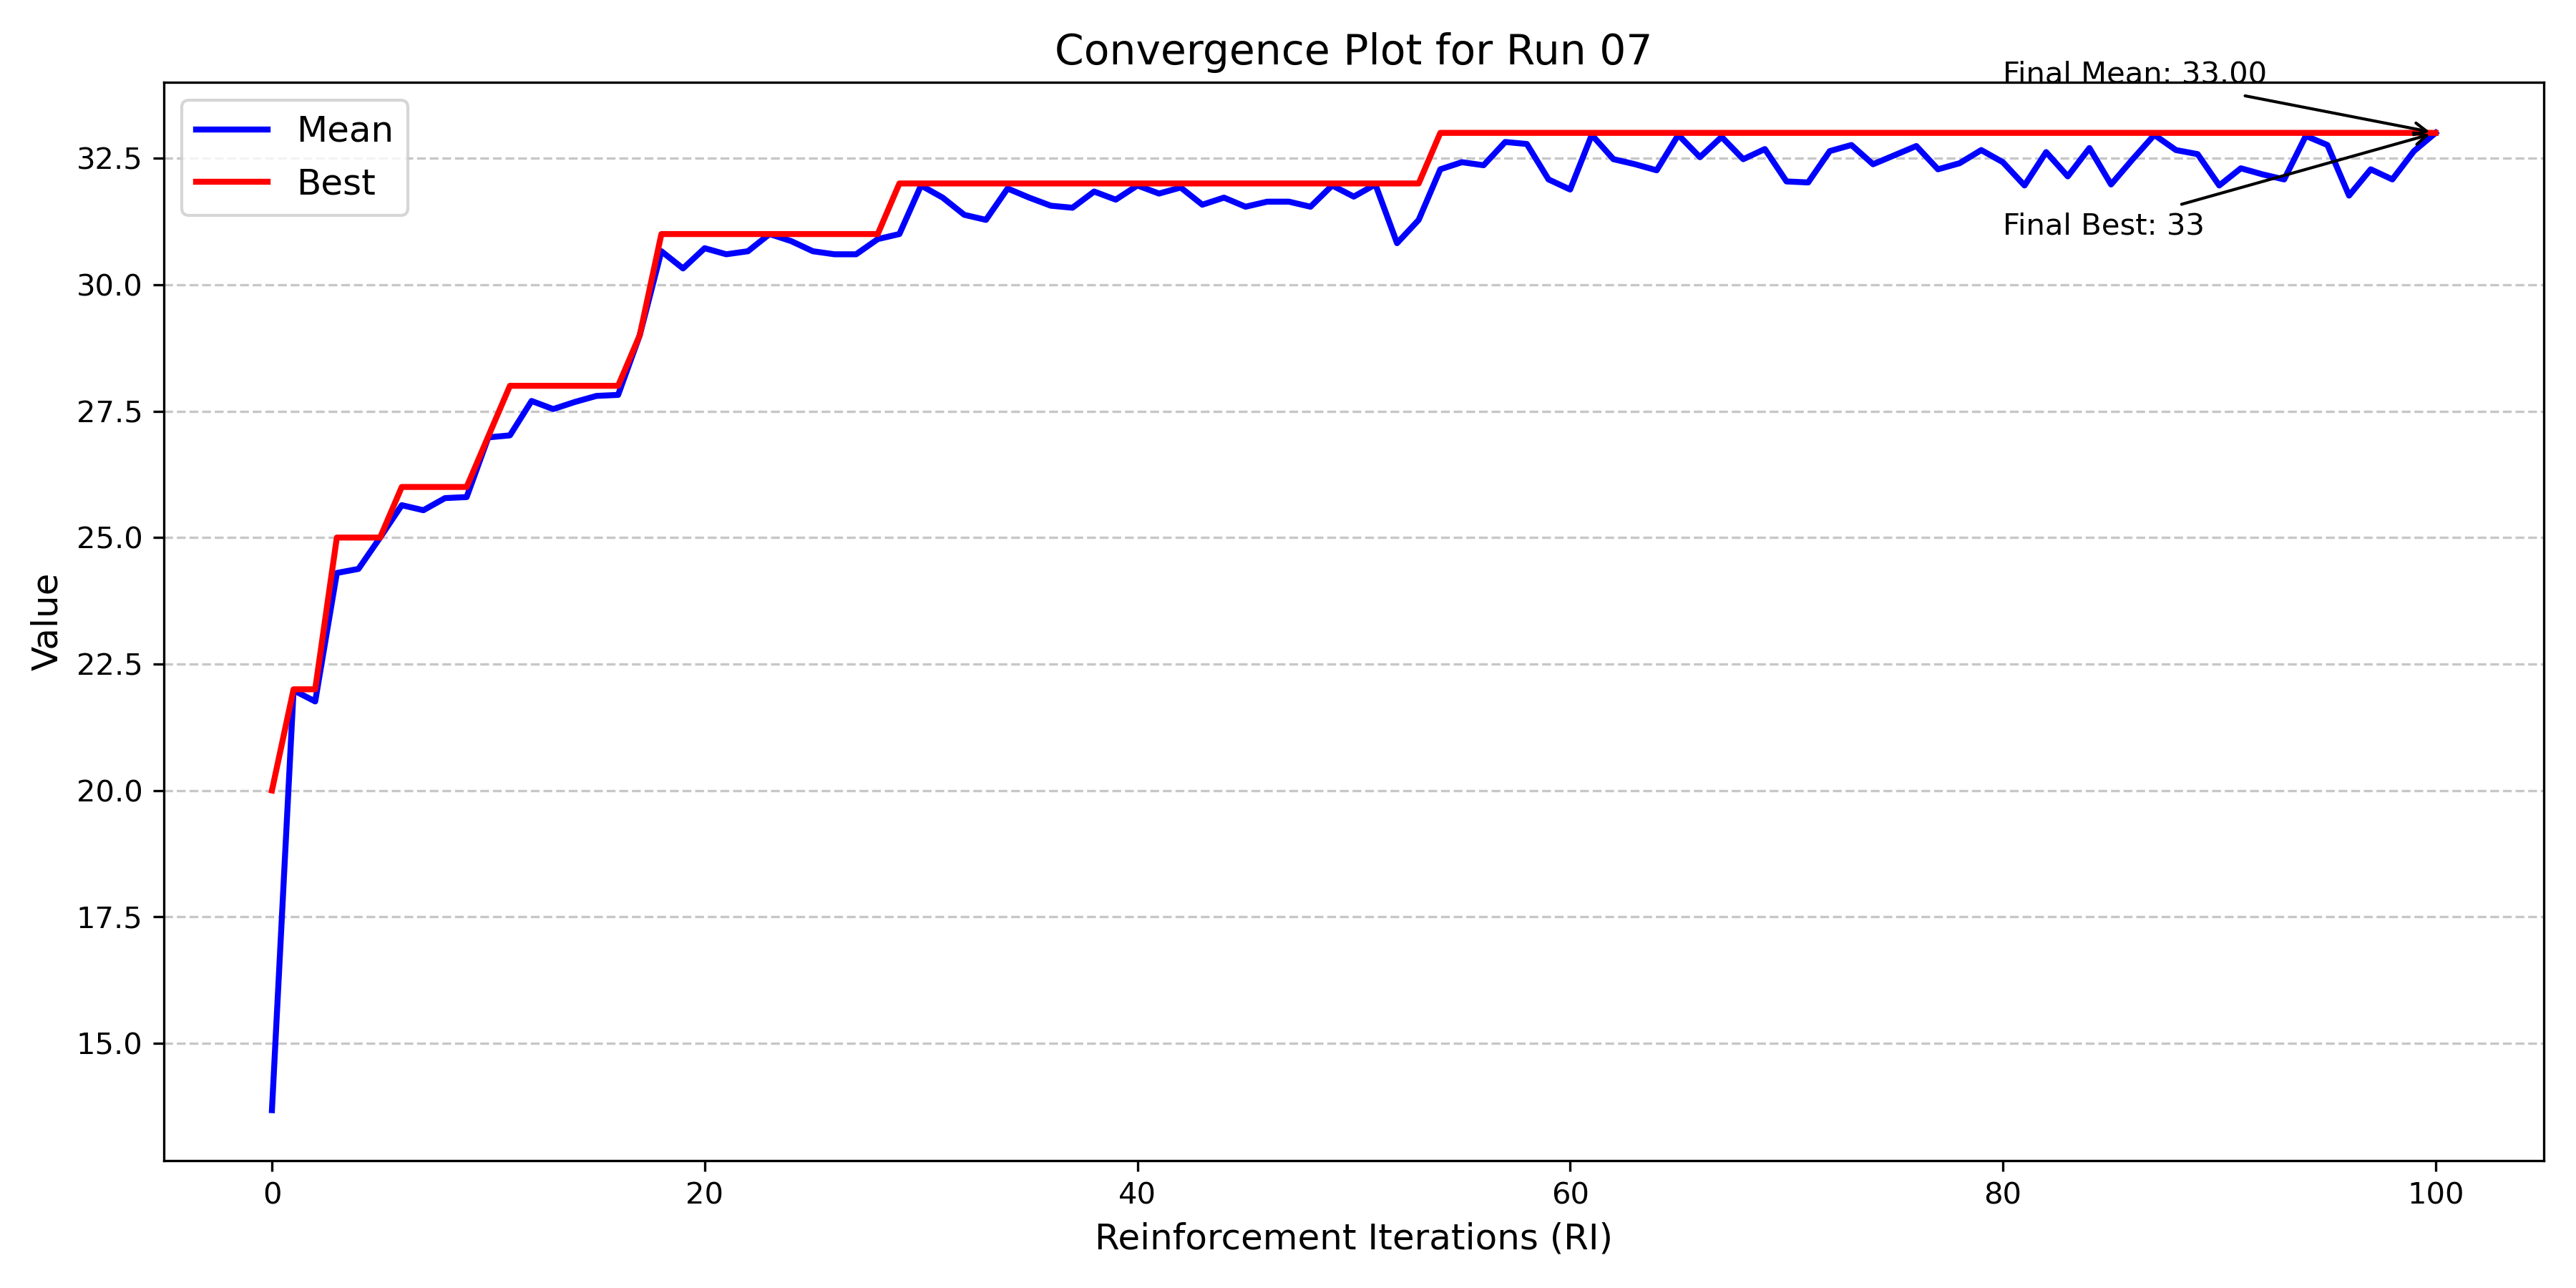 Convergence Plot for Run 07
Final Mean: 33.00
Mean
Best
Final Best: 33
32.5
30.0
27.5
25.0
22.5
20.0
17.5
15.0
Value
0
20
40
60
80
100
Reinforcement Iterations (RI)